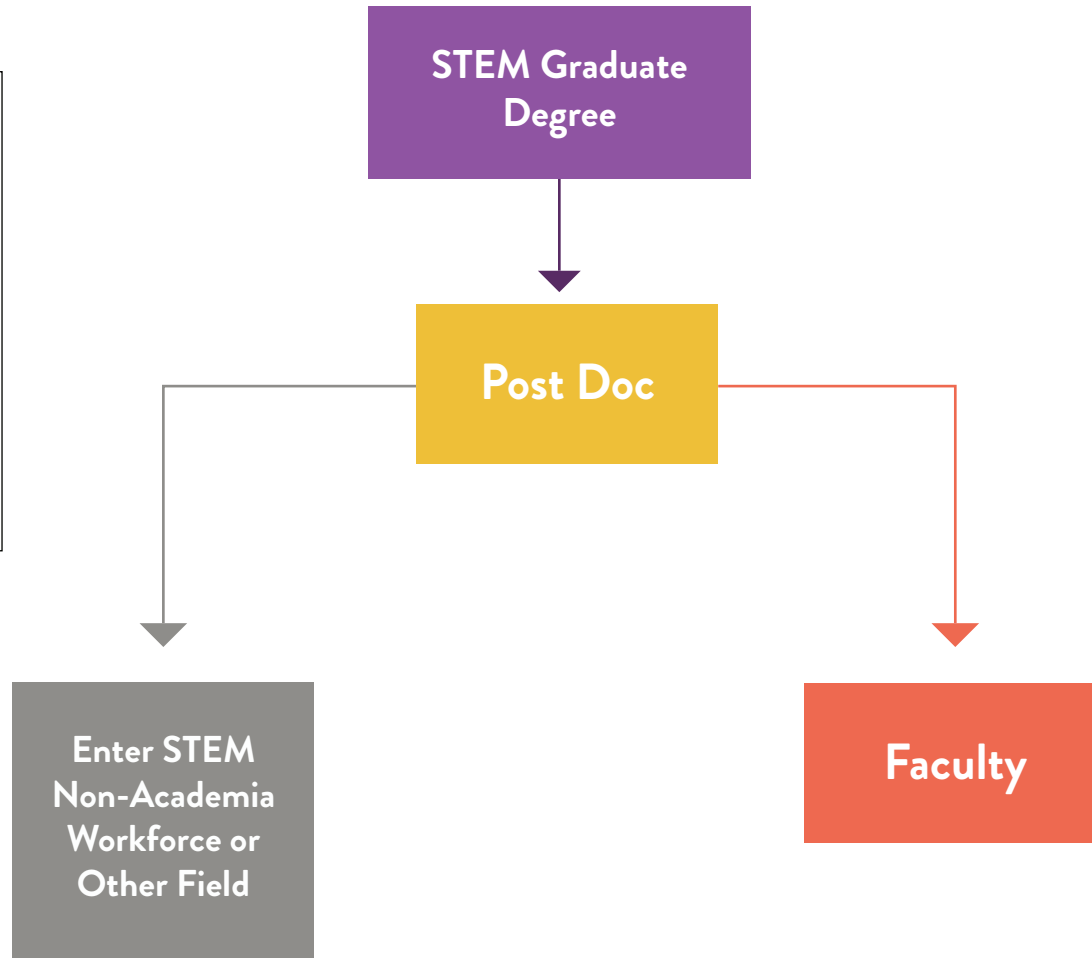 STEM Graduate
Degree
Post Doc
Enter STEM
Non-Academia
Workforce or
Other Field
Faculty